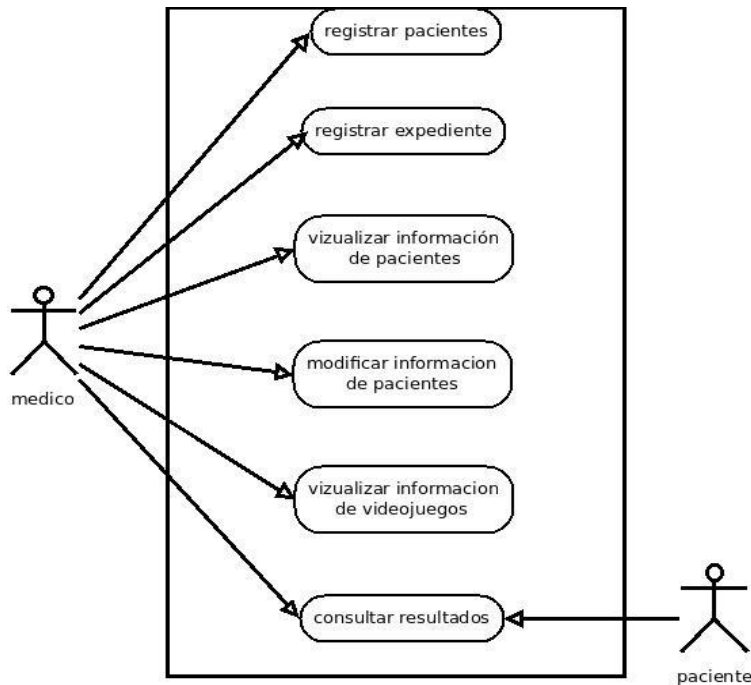 registrar pacientes
registrar expediente
vizualizar información
de pacientes
modificar informacion
de pacientes
medico
vizualizar informacion
de videojuegos
consultar resultados
paciente